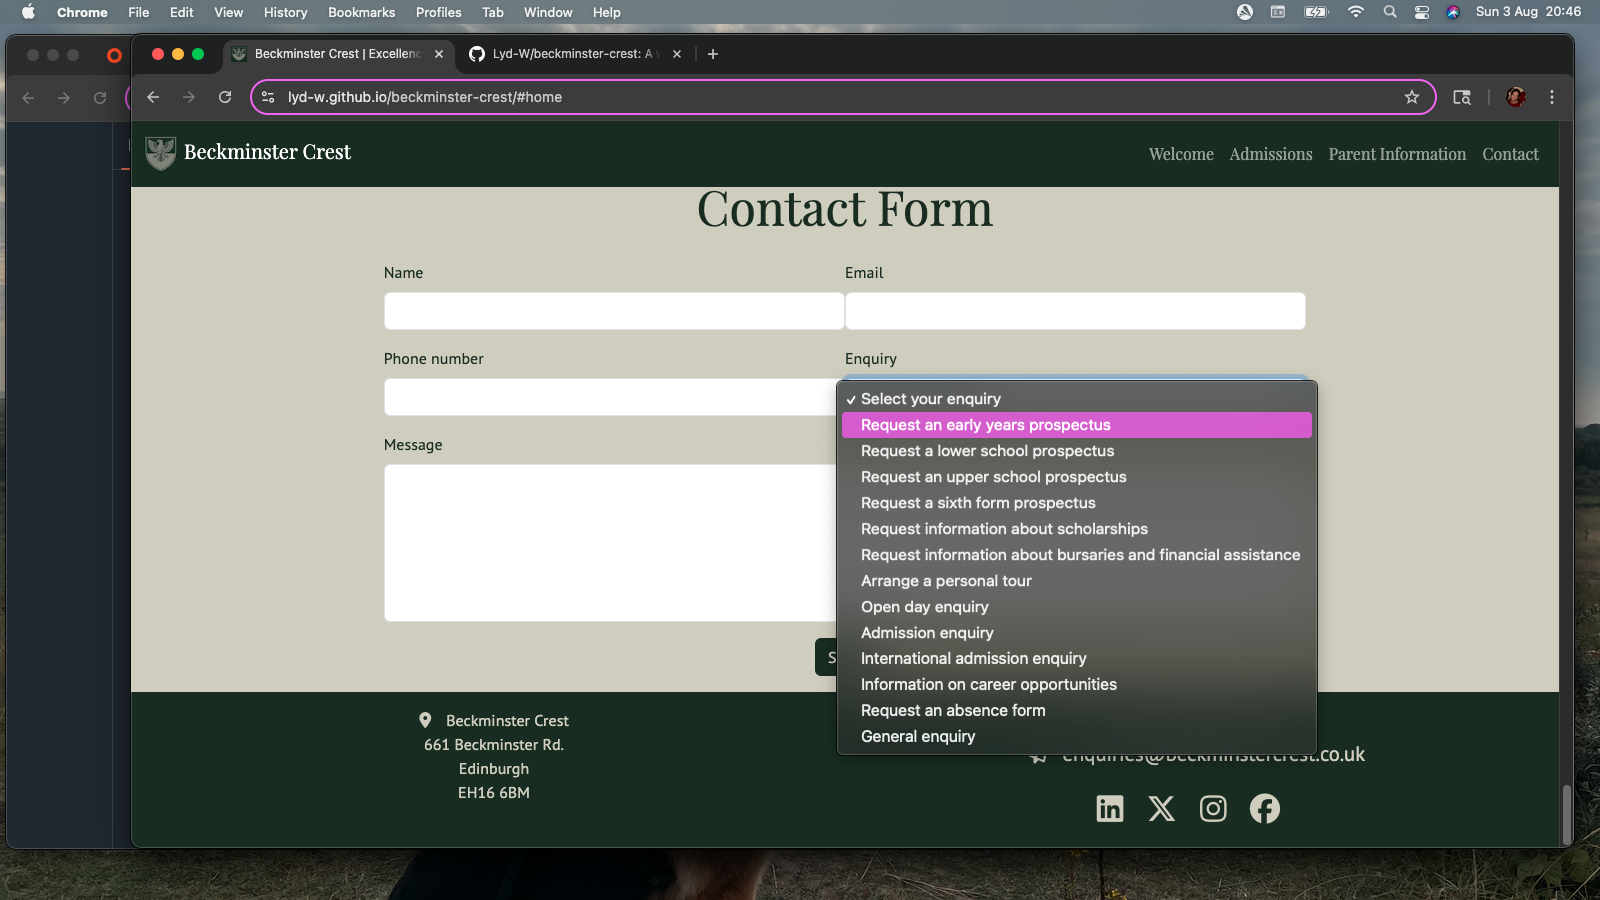 Chrome File Edit View History Bookmarks Profiles Tab Window Help Sun 3 Aug 20:46
Beckminster Crest | Excellenc Lyd-W/beckminster-crest: A
lyd-w.github.io/beckminster-crest/#home
Beckminster Crest Welcome Admissions Parent Information Contact
Contact Form
Name Email
Phone number Enquiry
Message
Select your enquiry
Request an early years prospectus
Request a lower school prospectus
Request an upper school prospectus
Request a sixth form prospectus
Request information about scholarships
Request information about bursaries and financial assistance
Arrange a personal tour
Open day enquiry
Admission enquiry
International admission enquiry
Information on career opportunities
Request an absence form
General enquiry
Beckminster Crest
661 Beckminster Rd.
Edinburgh
EH16 6BM
enquiries@beckminstercrest.co.uk